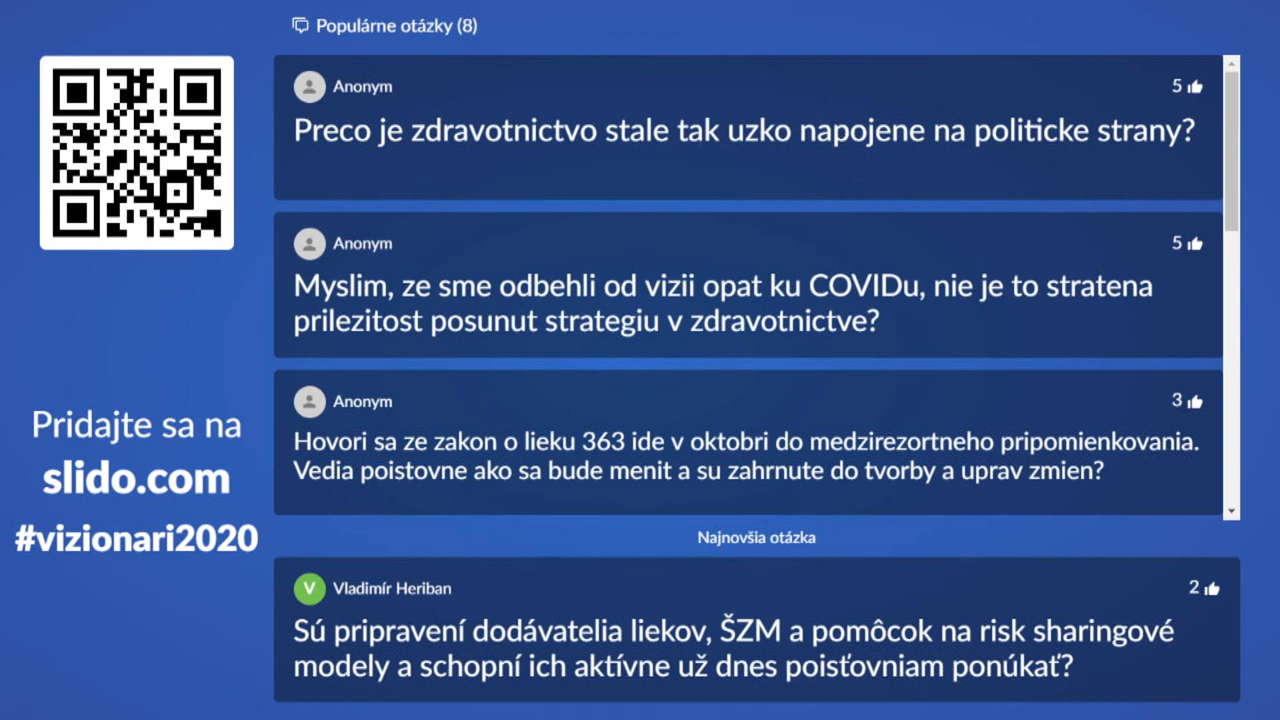 Populárne otázky (8)
Anonym
5
Preco je zdravotnictvo stale tak uzko napojene na politicke strany?
Anonym
5
Myslim, ze sme odbehli od vizii opat ku COVIDu, nie je to stratena
prilezitost posunut strategiu v zdravotnictve?
Anonym
3
Hovori sa ze zakon o lieku 363 ide v oktobri do medzirezortneho pripomienkovania.
Vedia poistovne ako sa bude menit a su zahrnute do tvorby a uprav zmien?
Pridajte sa na
slido.com
#vizionari2020
Najnovšia otázka
V
Vladimír Heriban
2
Sú pripravení dodávatelia liekov, ŠZM a pomôcok na risk sharingové
modely a schopní ich aktívne už dnes poisťovniam ponúkať?